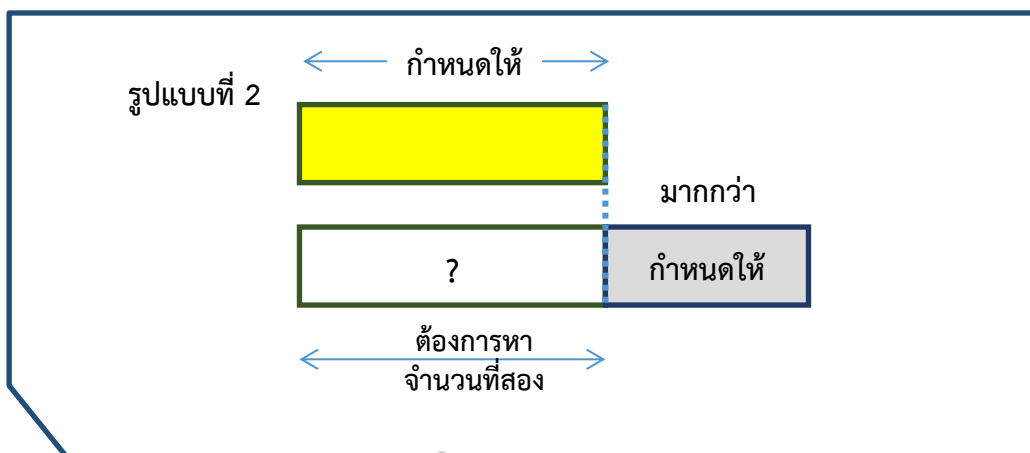 กำหนดให้
รูปแบบที่ 2
มากกว่า
?
กำหนดให้
ต้องการหา
จำนวนที่สอง